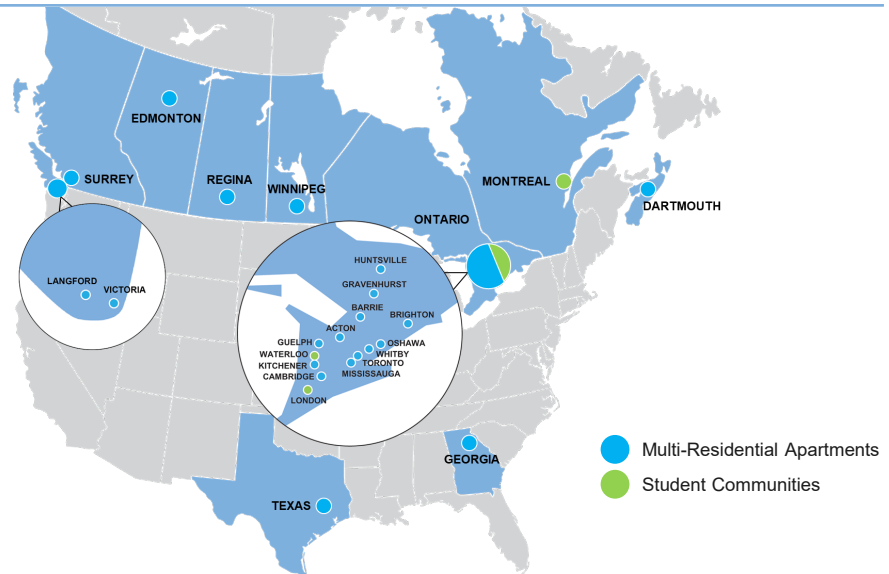 EDMONTON
SURREY
REGINA
WINNIPEG
MONTREAL
DARTMOUTH
ONTARIO
LANGFORD
VICTORIA
HUNTSVILLE
GRAVENHURST
BARRIE
BRIGHTON
ACTON
GUELPH
OSHAWA
WATERLOO
WHITBY
KITCHENER
TORONTO
CAMBRIDGE
MISSISSAUGA
LONDON
GEORGIA
TEXAS
Multi-Residential Apartments
Student Communities